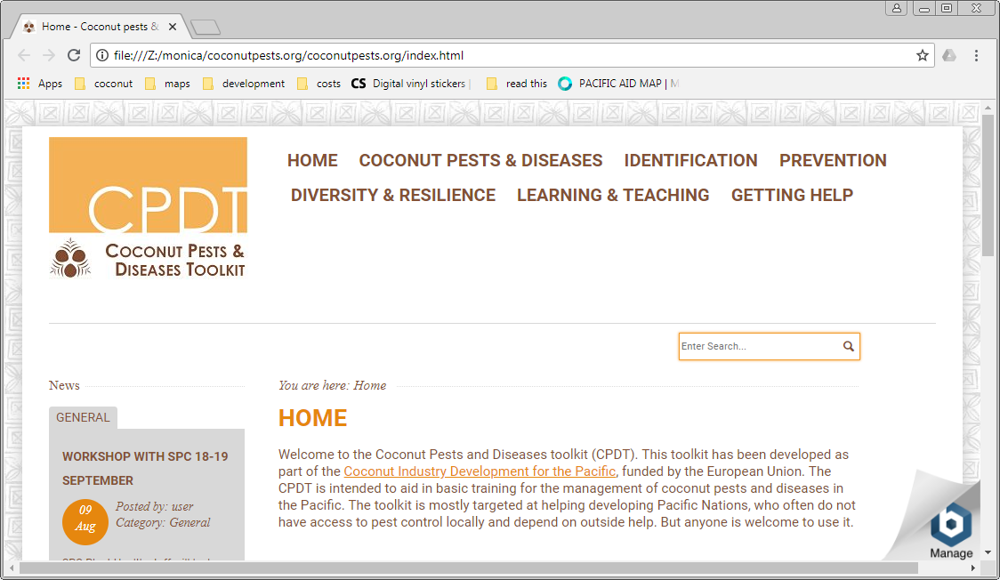 Home - Coconut pests &
file:///Z:/monica/coconutpests.org/coconutpests.org/index.html
Apps coconut maps development costs CS Digital vinyl stickers | read this PACIFIC AID MAP | M
CPDT
COCONUT PESTS &
DISEASES TOOLKIT
HOME COCONUT PESTS & DISEASES IDENTIFICATION PREVENTION
DIVERSITY & RESILIENCE LEARNING & TEACHING GETTING HELP
Enter Search...
News
GENERAL
WORKSHOP WITH SPC 18-19
SEPTEMBER
09
Aug
Posted by: user
Category: General
You are here: Home
HOME
Welcome to the Coconut Pests and Diseases toolkit (CPDT). This toolkit has been developed as
part of the Coconut Industry Development for the Pacific, funded by the European Union. The
CPDT is intended to aid in basic training for the management of coconut pests and diseases in
the Pacific. The toolkit is mostly targeted at helping developing Pacific Nations, who often do not
have access to pest control locally and depend on outside help. But anyone is welcome to use it.
Manage